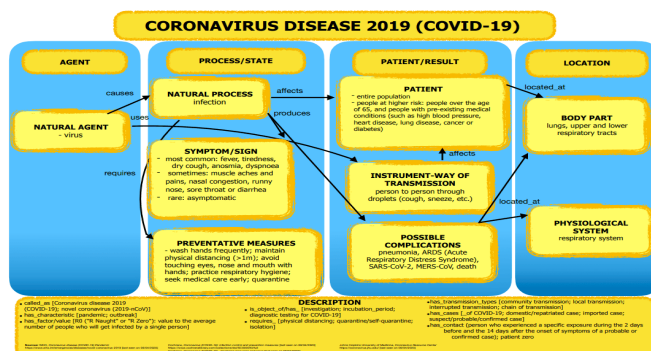 CORONAVIRUS DISEASE 2019 (COVID-19)
AGENT
PROCESS/STATE
PATIENT/RESULT
LOCATION
causes
NATURAL PROCESS
infection
affects
PATIENT
- entire population
- people at higher risk: people over the age
of 65, and people with pre-existing medical
conditions (such as high blood pressure,
heart disease, lung disease, cancer or
diabetes)
located_at
NATURAL AGENT
- virus
uses
produces
BODY PART
lungs, upper and lower
respiratory tracts
SYMPTOM/SIGN
- most common: fever, tiredness,
dry cough, anosmia, dyspnoea
- sometimes: muscle aches and
pains, nasal congestion, runny
nose, sore throat or diarrhea
- rare: asymptomatic
affects
requires
INSTRUMENT-WAY OF
TRANSMISSION
person to person through
droplets (cough, sneeze, etc.)
located_at
PREVENTATIVE MEASURES
- wash hands frequently; maintain
physical distancing (>1m); avoid
touching eyes, nose and mouth with
hands; practice respiratory hygiene;
seek medical care early; quarantine
POSSIBLE
COMPLICATIONS
pneumonia, ARDS (Acute
Respiratory Distress Syndrome),
SARS-CoV-2, MERS-CoV, death
PHYSIOLOGICAL
SYSTEM
respiratory system
DESCRIPTION
• called_as [Coronavirus disease 2019
(COVID-19); novel coronavirus (2019-nCoV)]
• has_characteristic [pandemic; outbreak]
• has_factor/value [R0 ("R Naught" or "R Zero"): value to the average
number of people who will get infected by a single person]
• is_object_of/has_ [investigation; incubation_period;
diagnostic testing for COVID-19]
• requires_ [physical distancing; quarantine/self-quarantine;
isolation]
•has_transmission_types [community transmission; local transmission;
interrupted transmission; chain of transmission]
•has_cases [_of COVID-19; domestic/repatriated case; imported case;
suspect/probable/confirmed case]
•has_contact (person who experienced a specific exposure during the 2 days
before and the 14 days after the onset of symptoms of a probable or
confirmed case); patient zero